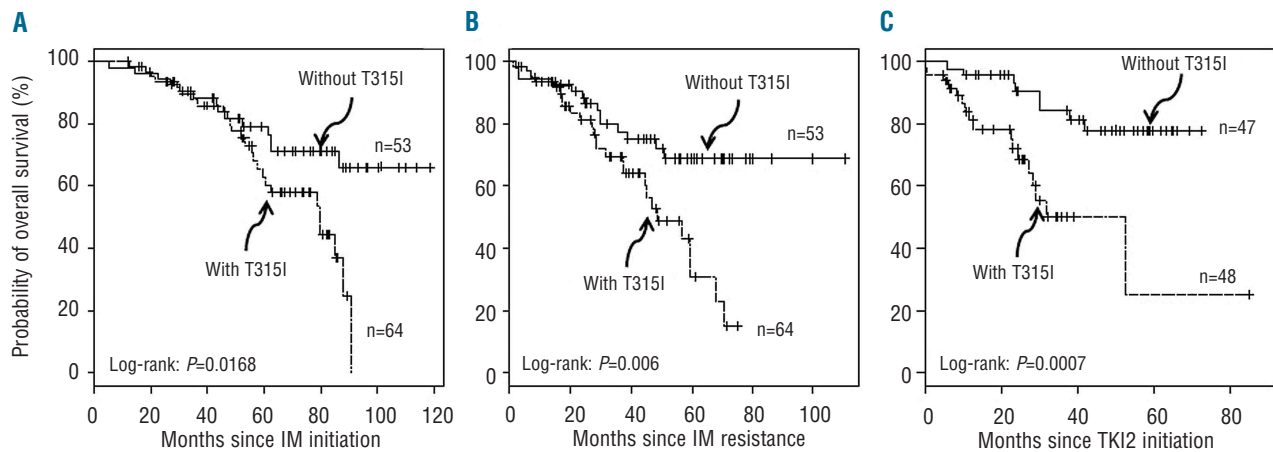 A
Probability of overall survival (%)
100
80
60
40
20
0
Without T315I
n=53
With T315I
n=64
Log-rank: P=0.0168
0 20 40 60 80 100 120
Months since IM initiation
B
100
80
60
40
20
0
Without T315I
n=53
With T315I
n=64
Log-rank: P=0.006
0 20 40 60 80 100
Months since IM resistance
C
100
80
60
40
20
0
Without T315I
n=47
With T315I
n=48
Log-rank: P=0.0007
0 20 40 60 80
Months since TKI2 initiation